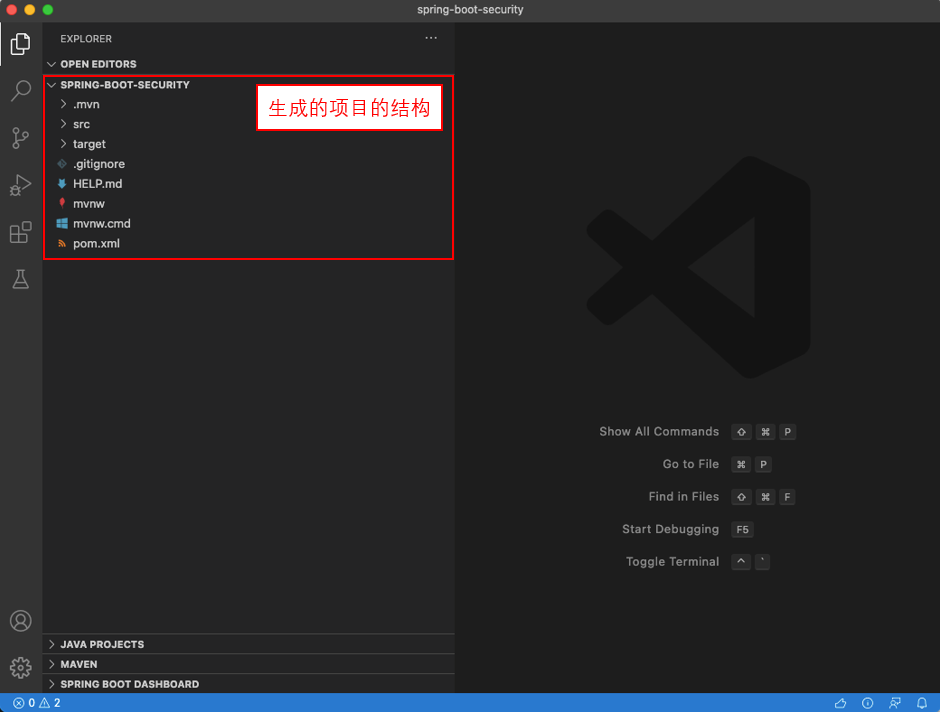 spring-boot-security
EXPLORER
OPEN EDITORS
SPRING-BOOT-SECURITY
生成的项目的结构
.mvn
src
target
.gitignore
HELP.md
mvnw
mvnw.cmd
pom.xml
Show All Commands ⇧ ⌘ P
Go to File ⌘ P
Find in Files ⇧ ⌘ F
Start Debugging F5
Toggle Terminal ^ `
JAVA PROJECTS
MAVEN
SPRING BOOT DASHBOARD
0 2